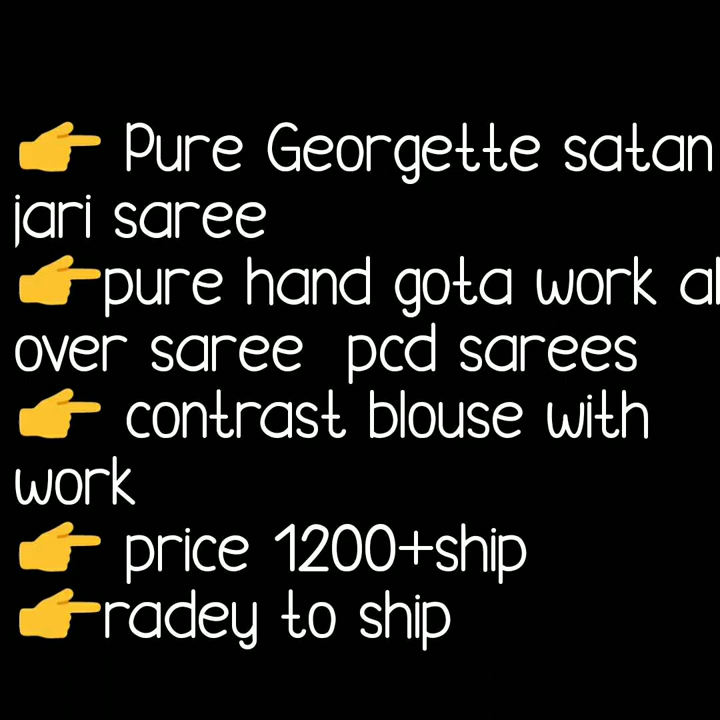 👉 Pure Georgette satan
jari saree
👉pure hand gota work al
over saree pcd sarees
👉 contrast blouse with
work
👉 price 1200+ship
👉radey to ship